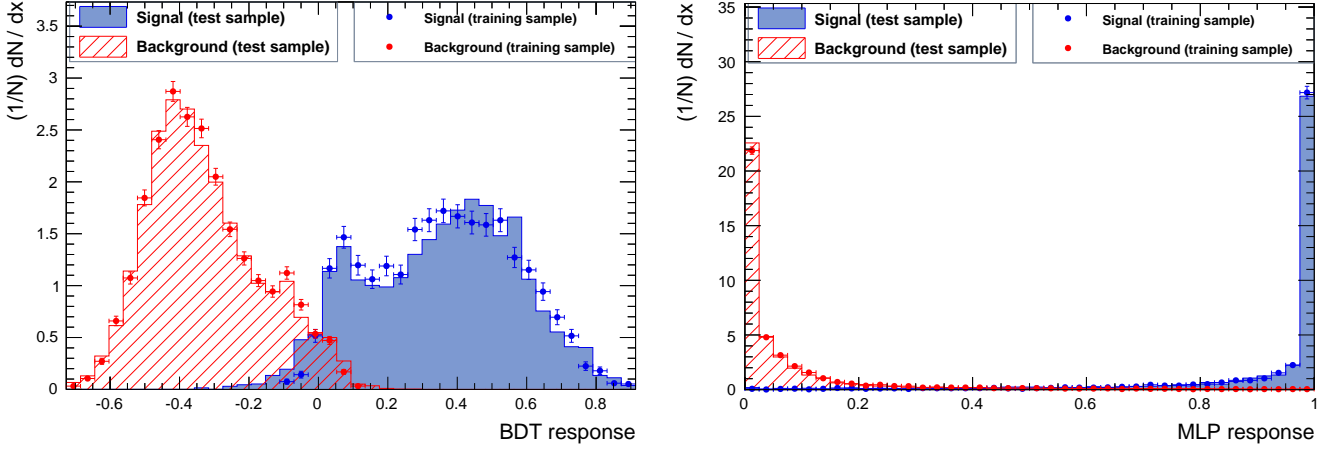 (1/N) dN / dx
3.5
3
2.5
2
1.5
1
0.5
0
Signal (test sample)
Background (test sample)
Signal (training sample)
Background (training sample)
-0.6 -0.4 -0.2 0 0.2 0.4 0.6 0.8
BDT response
(1/N) dN / dx
35
30
25
20
15
10
5
0
Signal (test sample)
Background (test sample)
Signal (training sample)
Background (training sample)
0 0.2 0.4 0.6 0.8 1
MLP response